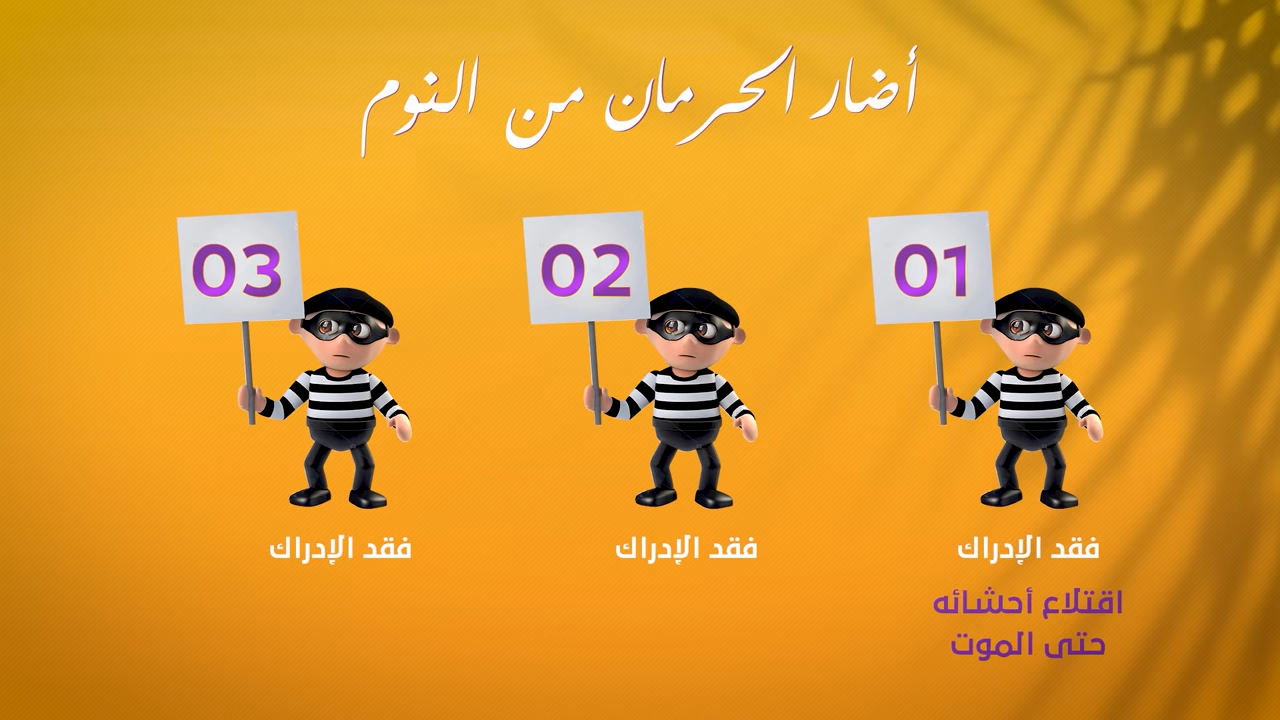 أضار الحرمان من النوم
01
02
03
فقد الإدراك
فقد الإدراك
فقد الإدراك
اقتلاع أحشائه
حتى الموت